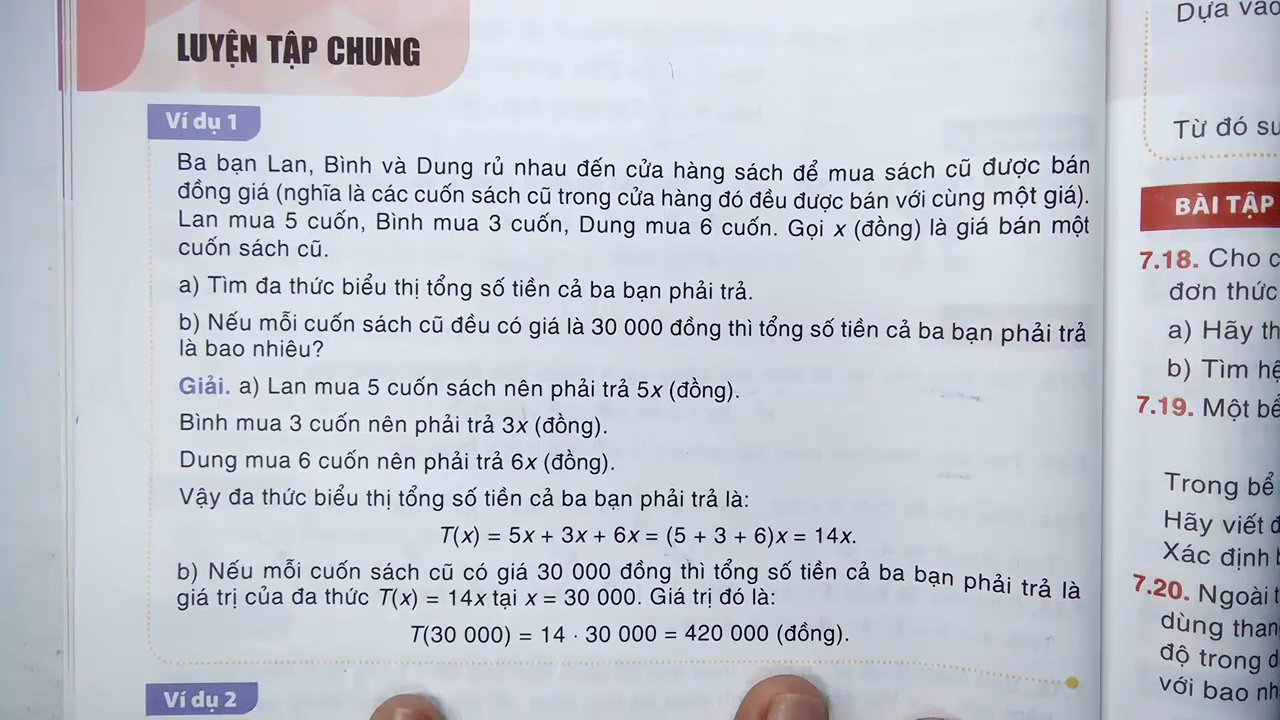 LUYỆN TẬP CHUNG
Ví dụ 1
Ba bạn Lan, Bình và Dung rủ nhau đến cửa hàng sách để mua sách cũ được bán
đồng giá (nghĩa là các cuốn sách cũ trong cửa hàng đó đều được bán với cùng một giá).
Lan mua 5 cuốn, Bình mua 3 cuốn, Dung mua 6 cuốn. Gọi x (đồng) là giá bán một
cuốn sách cũ.
a) Tìm đa thức biểu thị tổng số tiền cả ba bạn phải trả.
b) Nếu mỗi cuốn sách cũ đều có giá là 30 000 đồng thì tổng số tiền cả ba bạn phải trả
là bao nhiêu?
Giải. a) Lan mua 5 cuốn sách nên phải trả 5x (đồng).
Bình mua 3 cuốn nên phải trả 3x (đồng).
Dung mua 6 cuốn nên phải trả 6x (đồng).
Vậy đa thức biểu thị tổng số tiền cả ba bạn phải trả là:
T(x) = 5x + 3x + 6x = (5 + 3 + 6)x = 14x.
b) Nếu mỗi cuốn sách cũ có giá 30 000 đồng thì tổng số tiền cả ba bạn phải trả là
giá trị của đa thức T(x) = 14x tại x = 30 000. Giá trị đó là:
T(30 000) = 14 · 30 000 = 420 000 (đồng).
Ví dụ 2
Dựa vào
Từ đó
BÀI TẬP
7.18. Cho
đơn thức
a) Hãy
b) Tìm
7.19. Một
Trong bể
Hãy viết
Xác định
7.20. Ngoài
dùng
độ trong
với bao